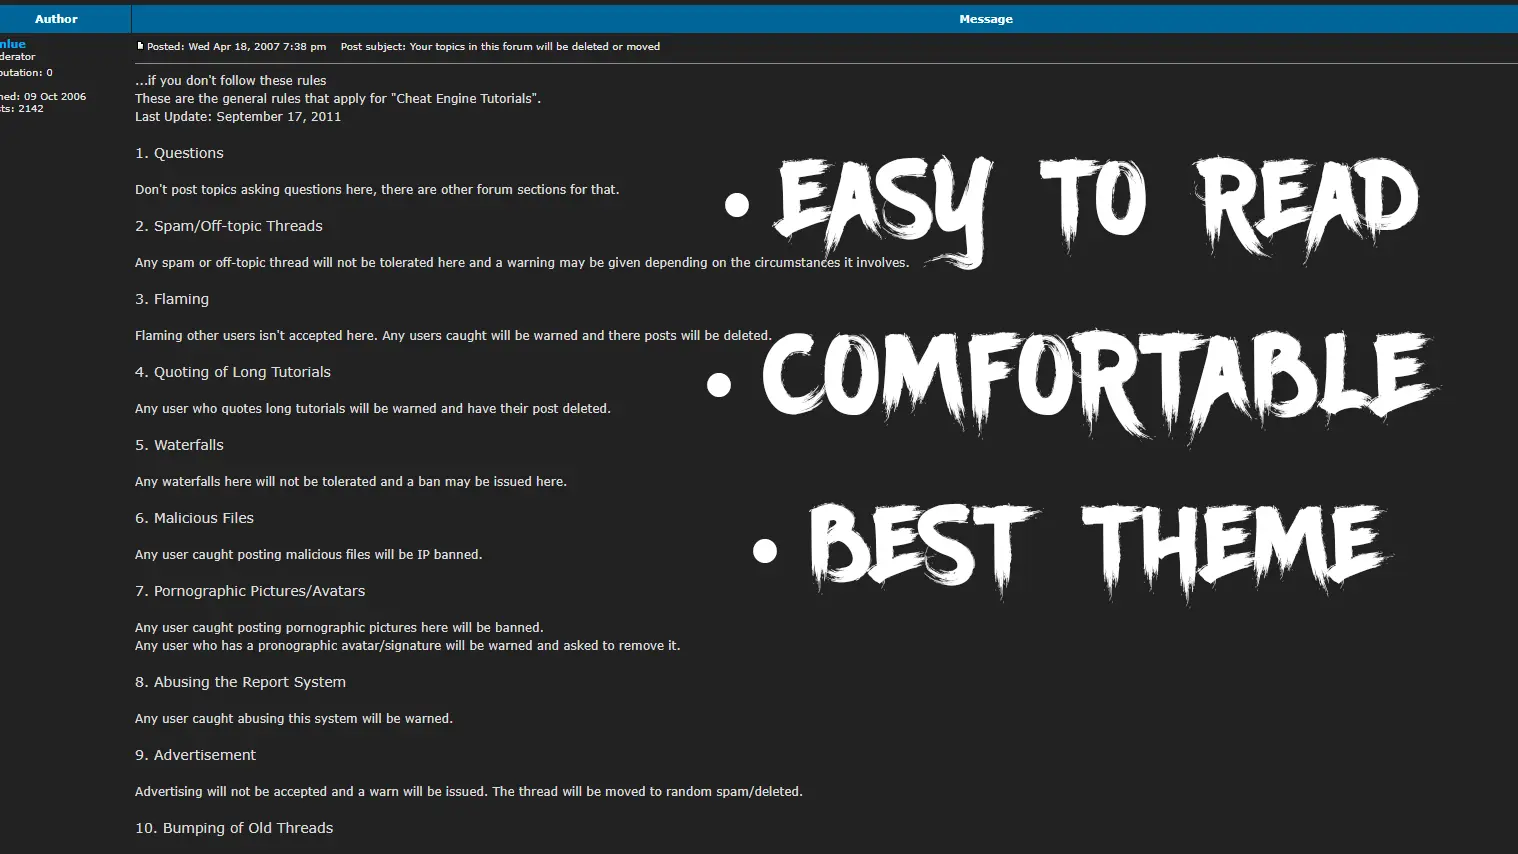 Author Message
nlue
derator
putation: 0
ned: 09 Oct 2006
ts: 2142
Posted: Wed Apr 18, 2007 7:38 pm Post subject: Your topics in this forum will be deleted or moved
...if you don't follow these rules
These are the general rules that apply for "Cheat Engine Tutorials".
Last Update: September 17, 2011
1. Questions
Don't post topics asking questions here, there are other forum sections for that.
2. Spam/Off-topic Threads
Any spam or off-topic thread will not be tolerated here and a warning may be given depending on the circumstances it involves.
3. Flaming
Flaming other users isn't accepted here. Any users caught will be warned and there posts will be deleted.
4. Quoting of Long Tutorials
Any user who quotes long tutorials will be warned and have their post deleted.
5. Waterfalls
Any waterfalls here will not be tolerated and a ban may be issued here.
6. Malicious Files
Any user caught posting malicious files will be IP banned.
7. Pornographic Pictures/Avatars
Any user caught posting pornographic pictures here will be banned.
Any user who has a pronographic avatar/signature will be warned and asked to remove it.
8. Abusing the Report System
Any user caught abusing this system will be warned.
9. Advertisement
Advertising will not be accepted and a warn will be issued. The thread will be moved to random spam/deleted.
10. Bumping of Old Threads
• EASY TO READ
• COMFORTABLE
• BEST THEME